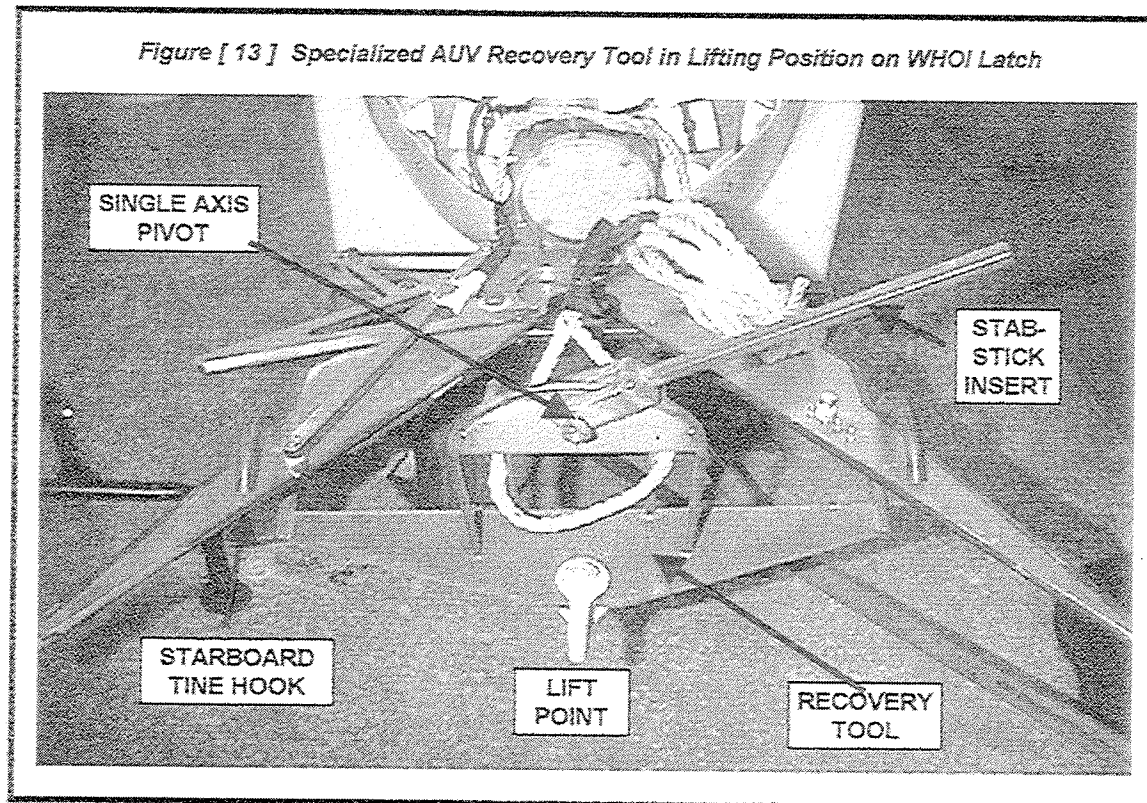 Figure [ 13 ] Specialized AUV Recovery Tool in Lifting Position on WHOI Latch
SINGLE AXIS
PIVOT
STAB-
STICK
INSERT
STARBOARD
TINE HOOK
LIFT
POINT
RECOVERY
TOOL